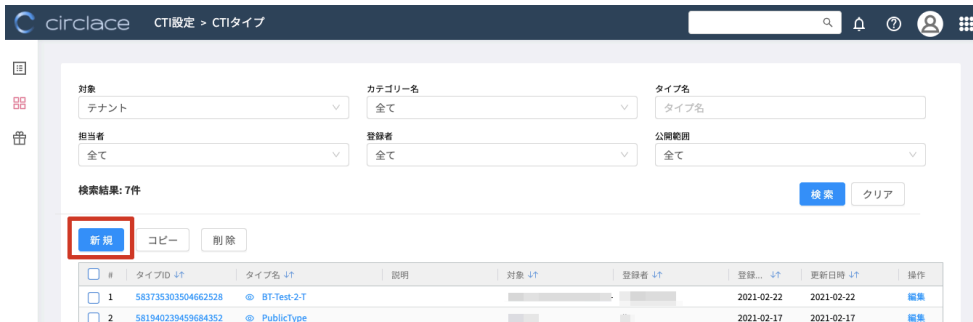 circlace CTI設定 > CTIタイプ
対象 カテゴリー名 タイプ名
テナント 全て タイプ名
担当者 登録者 公開範囲
全て 全て 全て
検索結果: 7件 検索 クリア
新規 コピー 削除
# タイプID タイプ名 説明 対象 登録者 登録... 更新日時 操作
1 583735303504662528 BT-Test-2-T 2021-02-22 2021-02-22 編集
2 581940239459684352 PublicType 2021-02-17 2021-02-17 編集